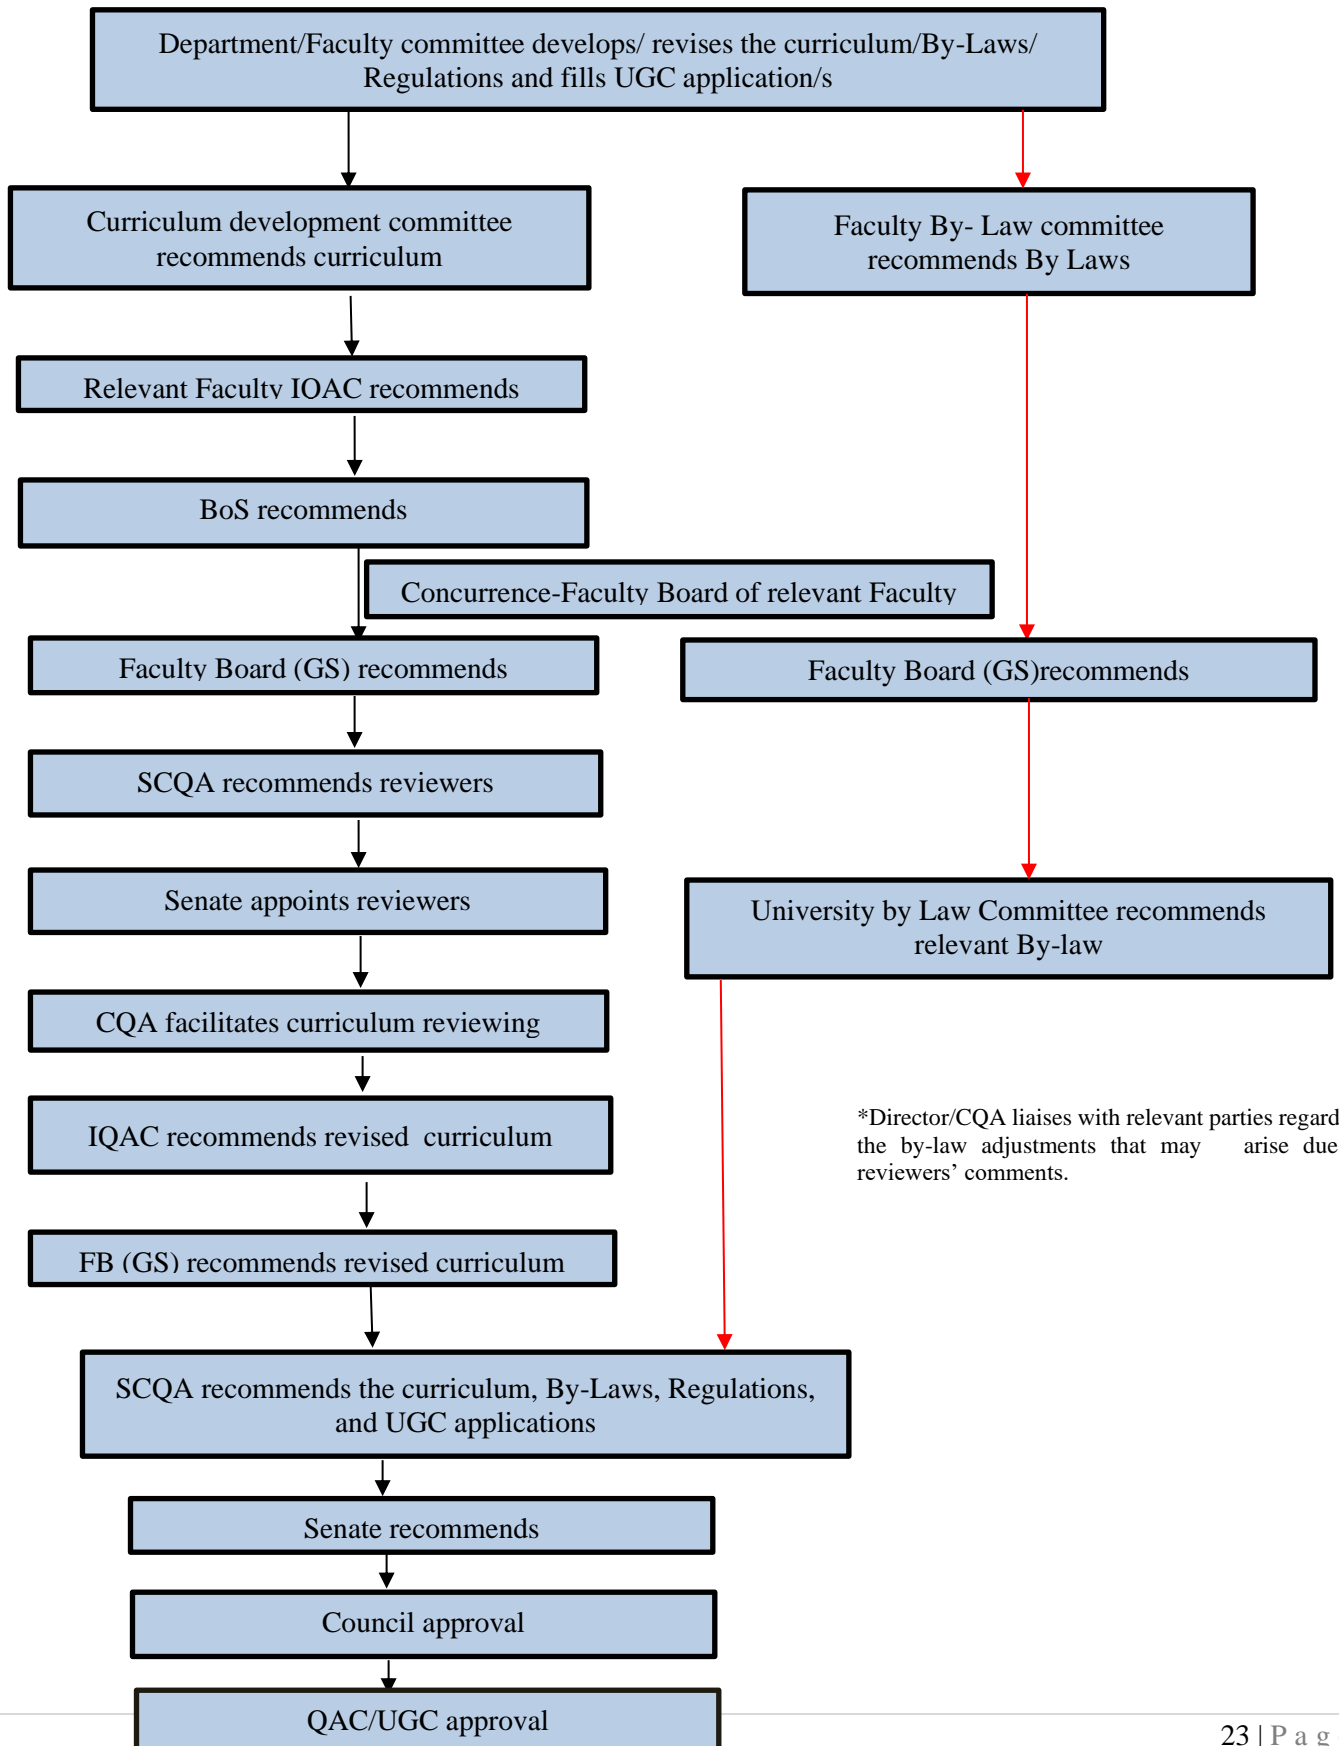 Department/Faculty committee develops/ revises the curriculum/By-Laws/
Regulations and fills UGC application/s
Curriculum development committee
recommends curriculum
Faculty By- Law committee
recommends By Laws
Relevant Faculty IQAC recommends
BoS recommends
Concurrence-Faculty Board of relevant Faculty
Faculty Board (GS) recommends
Faculty Board (GS)recommends
SCQA recommends reviewers
Senate appoints reviewers
University by Law Committee recommends
relevant By-law
CQA facilitates curriculum reviewing
IQAC recommends revised curriculum
*Director/CQA liaises with relevant parties regard
the by-law adjustments that may arise due
reviewers’ comments.
FB (GS) recommends revised curriculum
SCQA recommends the curriculum, By-Laws, Regulations,
and UGC applications
Senate recommends
Council approval
QAC/UGC approval
23 | P a g